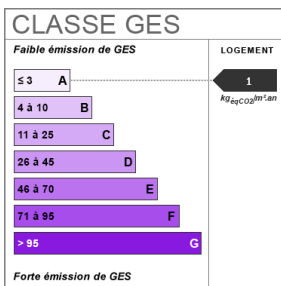 CLASSE GES
Faible émission de GES
LOGEMENT
≤ 3 A
1
kgéqCO2/m².an
4 à 10 B
11 à 25 C
26 à 45 D
46 à 70 E
71 à 95 F
> 95 G
Forte émission de GES